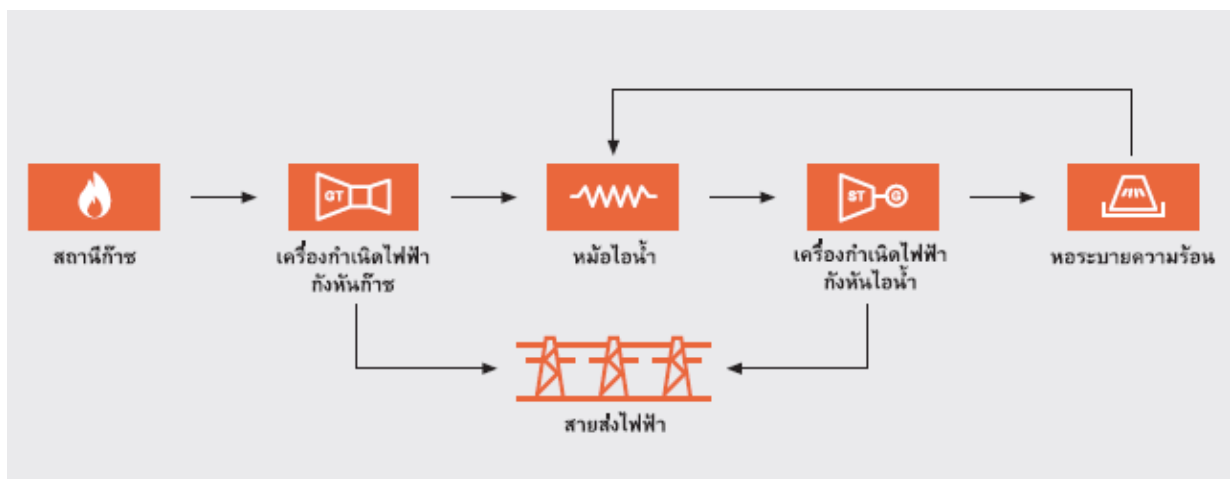 GT
ST
G
สถานีก๊าซ
เครื่องกำเนิดไฟฟ้า
กังหันก๊าซ
หม้อไอน้ำ
เครื่องกำเนิดไฟฟ้า
กังหันไอน้ำ
หอระบายความร้อน
สายส่งไฟฟ้า